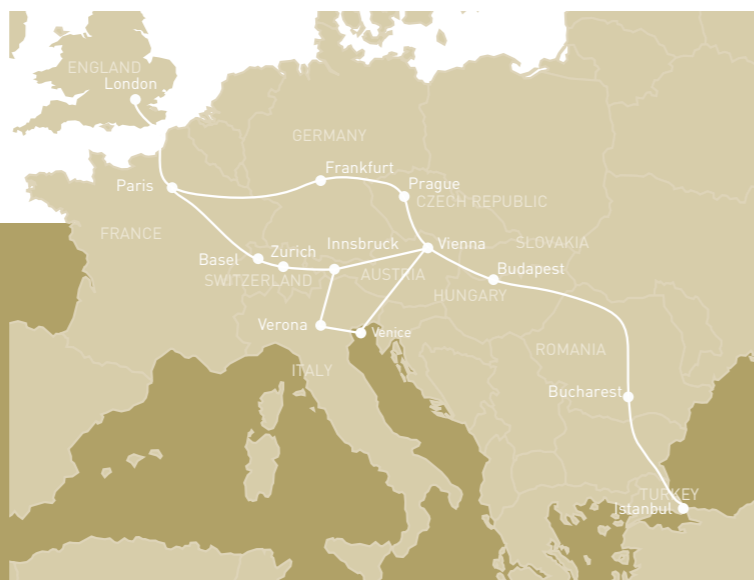 ENGLAND
London
GERMANY
Frankfurt
Paris
Prague
CZECH REPUBLIC
FRANCE
Basel
Zurich
Innsbruck
Vienna
SLOVAKIA
SWITZERLAND
AUSTRIA
Budapest
HUNGARY
Verona
Venice
ROMANIA
ITALY
Bucharest
TURKEY
Istanbul